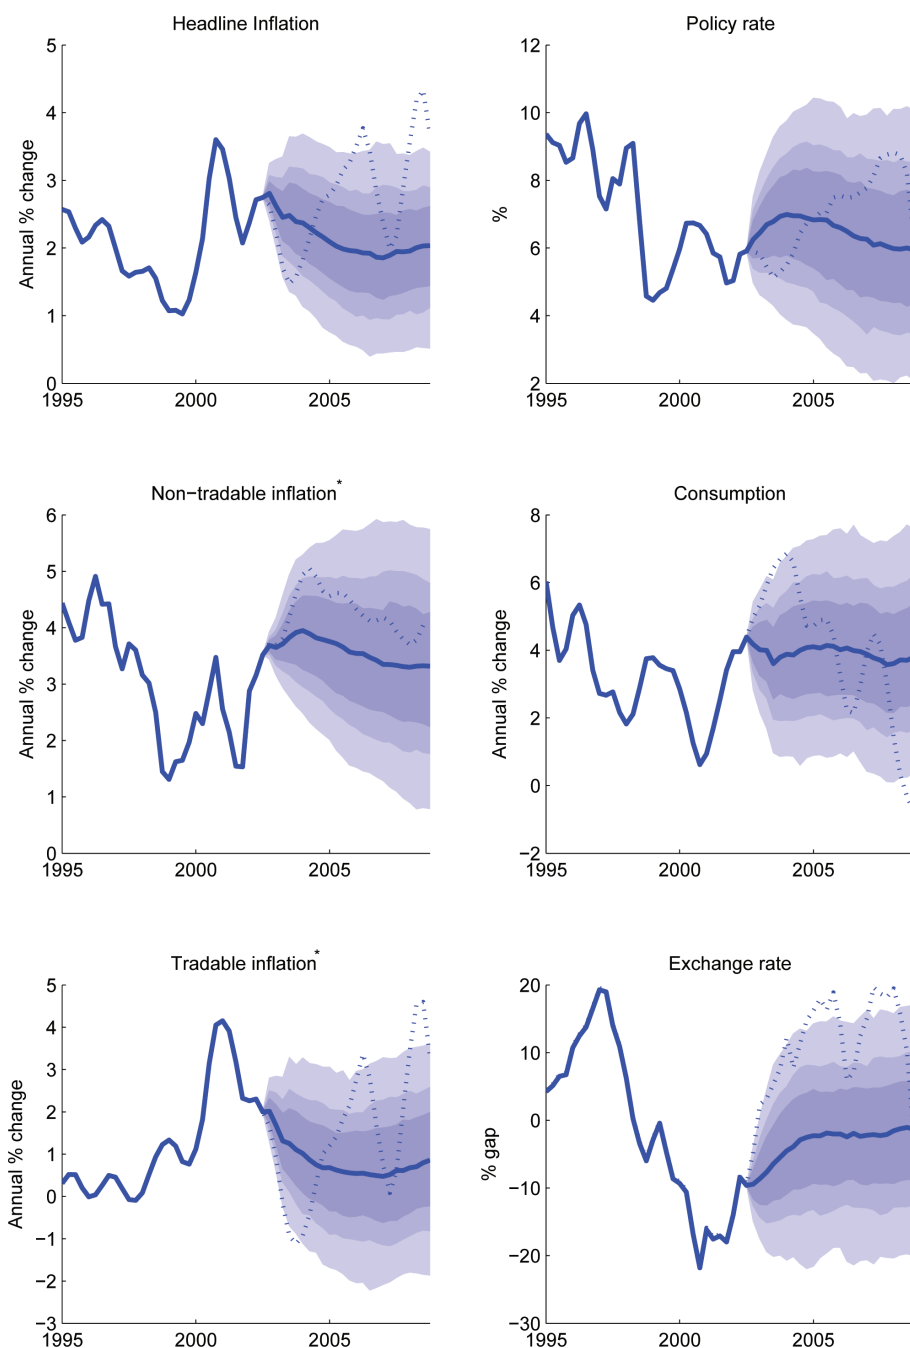 Headline Inflation
Annual % change
5
4
3
2
1
0
1995 2000 2005
Policy rate
%
12
10
8
6
4
2
1995 2000 2005
Non−tradable inflation*
Annual % change
6
5
4
3
2
1
0
1995 2000 2005
Consumption
Annual % change
8
6
4
2
0
−2
1995 2000 2005
Tradable inflation*
Annual % change
5
4
3
2
1
0
−1
−2
−3
1995 2000 2005
Exchange rate
% gap
20
10
0
−10
−20
−30
1995 2000 2005